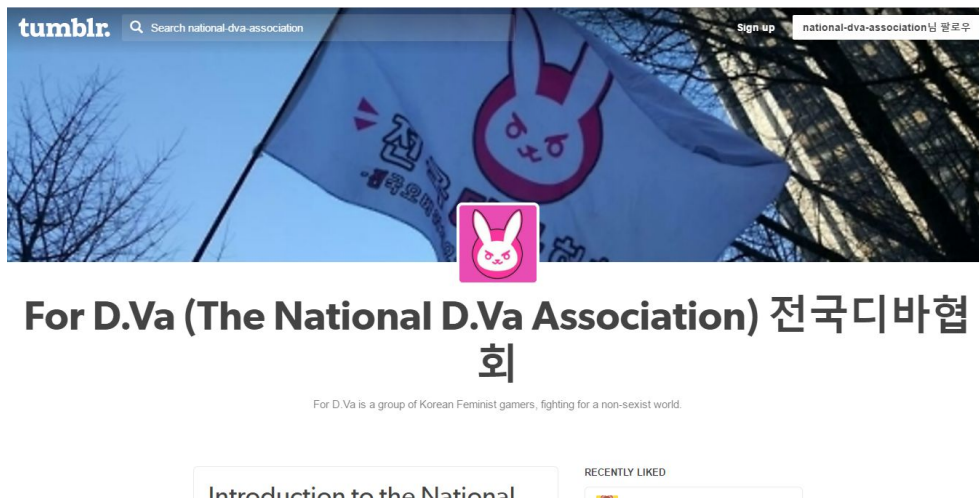 tumblr.
Search national-dva-association
Sign up
national-dva-association님 팔로우
전국
For D.Va (The National D.Va Association) 전국디바협
회
For D.Va is a group of Korean Feminist gamers, fighting for a non-sexist world.
RECENTLY LIKED
Introduction to the National